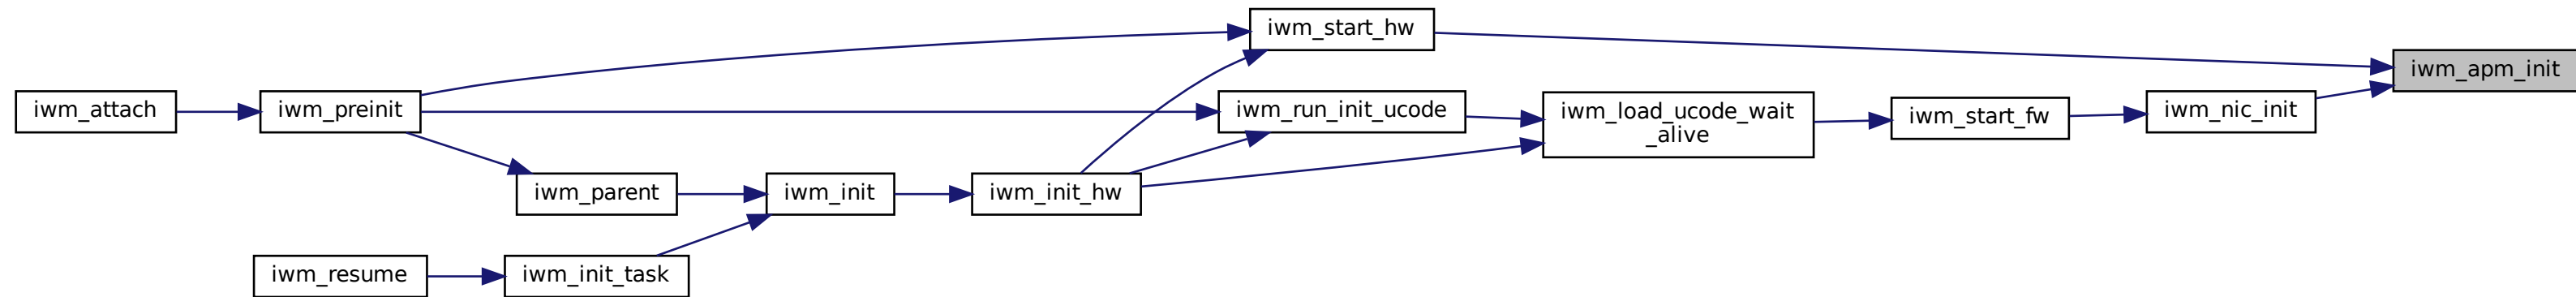 iwm_start_hw
iwm_apm_init
iwm_attach
iwm_preinit
iwm_run_init_ucode
iwm_load_ucode_wait
_alive
iwm_start_fw
iwm_nic_init
iwm_parent
iwm_init
iwm_init_hw
iwm_resume
iwm_init_task